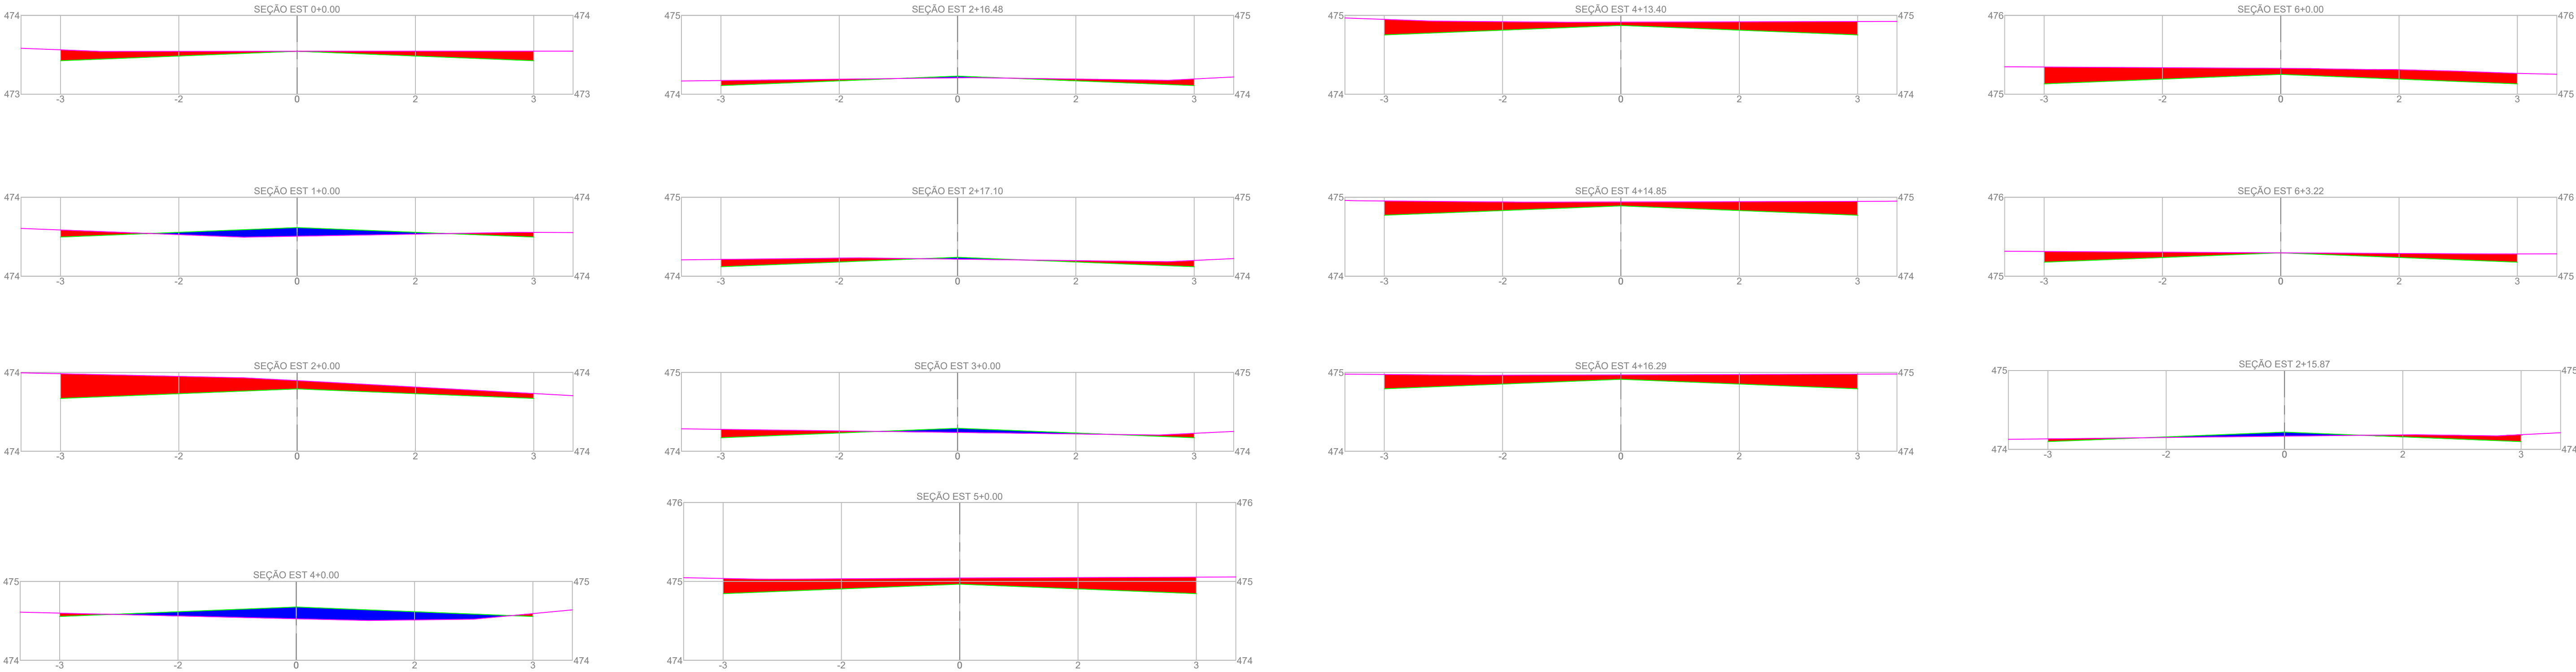 SEÇÃO EST 0+0.00
474 474
473 473
-3 -2 0 2 3
SEÇÃO EST 2+16.48
475 475
474 474
-3 -2 0 2 3
SEÇÃO EST 4+13.40
475 475
474 474
-3 -2 0 2 3
SEÇÃO EST 6+0.00
476 476
475 475
-3 -2 0 2 3
SEÇÃO EST 1+0.00
474 474
474 474
-3 -2 0 2 3
SEÇÃO EST 2+17.10
475 475
474 474
-3 -2 0 2 3
SEÇÃO EST 4+14.85
475 475
474 474
-3 -2 0 2 3
SEÇÃO EST 6+3.22
476 476
475 475
-3 -2 0 2 3
SEÇÃO EST 2+0.00
474 474
474 474
-3 -2 0 2 3
SEÇÃO EST 3+0.00
475 475
474 474
-3 -2 0 2 3
SEÇÃO EST 4+16.29
475 475
474 474
-3 -2 0 2 3
SEÇÃO EST 2+15.87
475 475
474 474
-3 -2 0 2 3
SEÇÃO EST 4+0.00
475 475
474 474
-3 -2 0 2 3
SEÇÃO EST 5+0.00
476 476
475 475
474 474
-3 -2 0 2 3